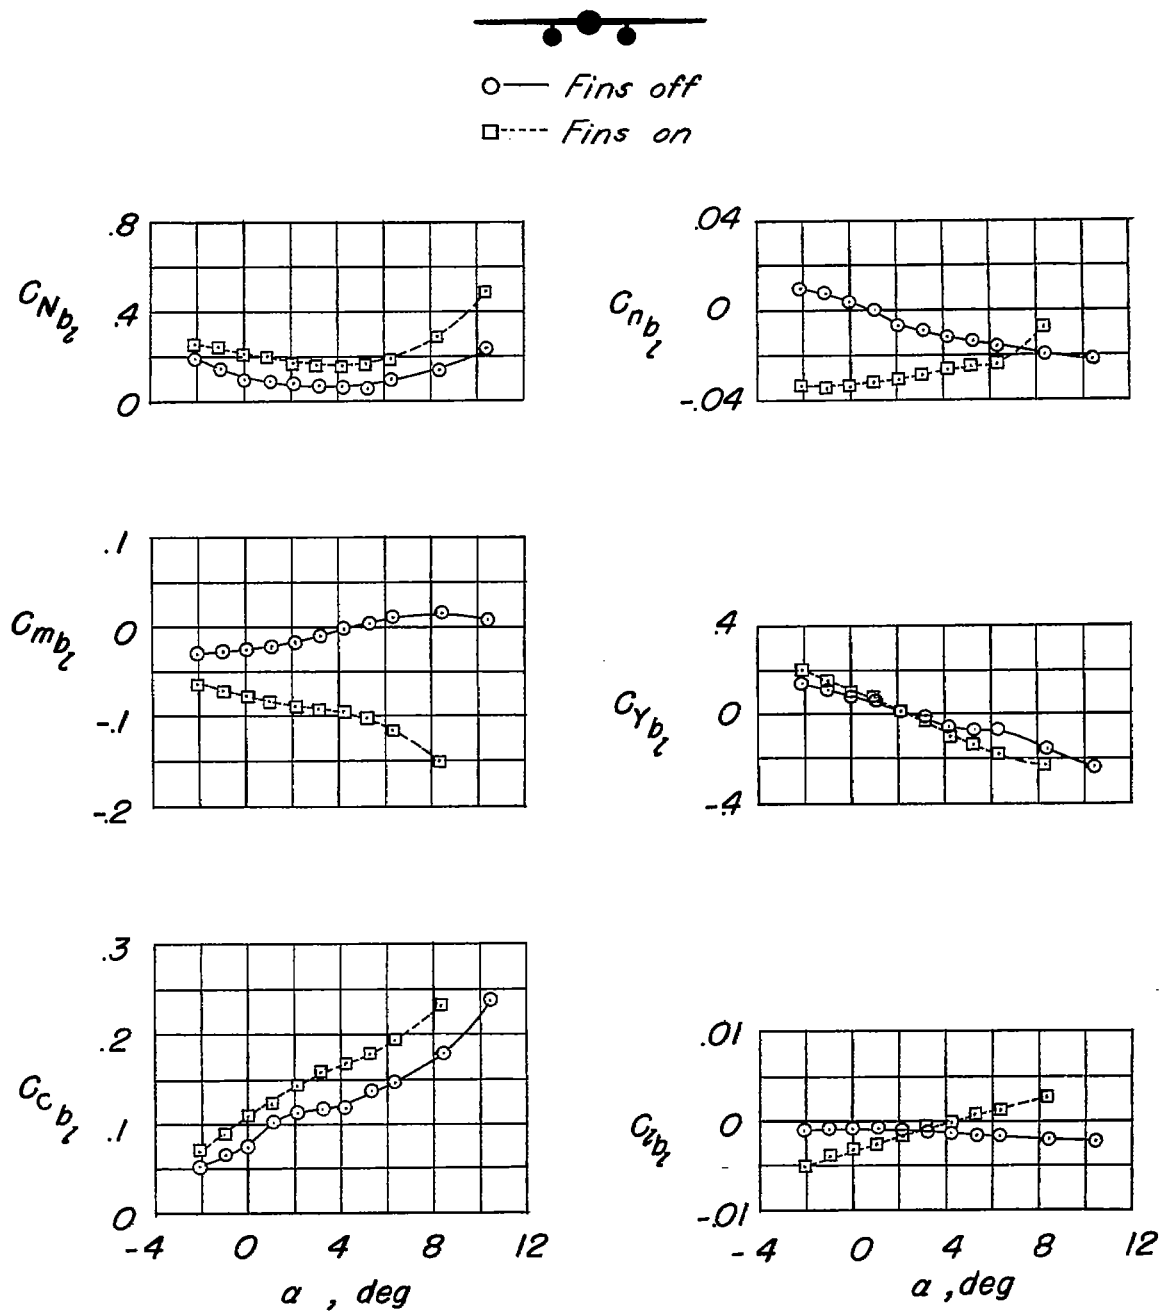 Fins off
Fins on
.8
.4
0
C_{N_{b_l}}
.04
0
-.04
C_{n_{b_l}}
.1
0
-.1
-.2
C_{m_{b_l}}
.4
0
-.4
C_{Y_{b_l}}
.3
.2
.1
0
C_{c_{b_l}}
-4 0 4 8 12
α , deg
.01
0
-.01
C_{l_{b_l}}
-4 0 4 8 12
α , deg